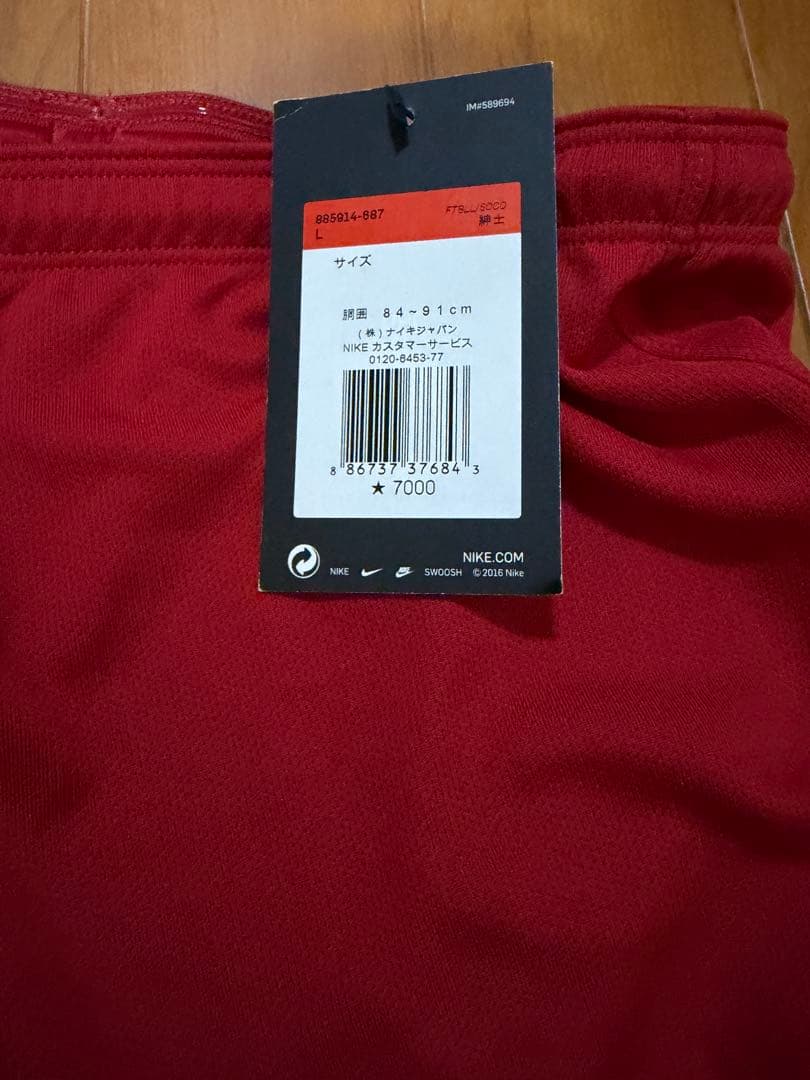 IM#589694
885914-687 FTBLL/SOCC
L 紳士
サイズ
胴囲 84~91cm
(株)ナイキジャパン
NIKE カスタマーサービス
0120-6453-77
8 86737 37684 3
★ 7000
NIKE.COM
NIKE SWOOSH © 2016 Nike